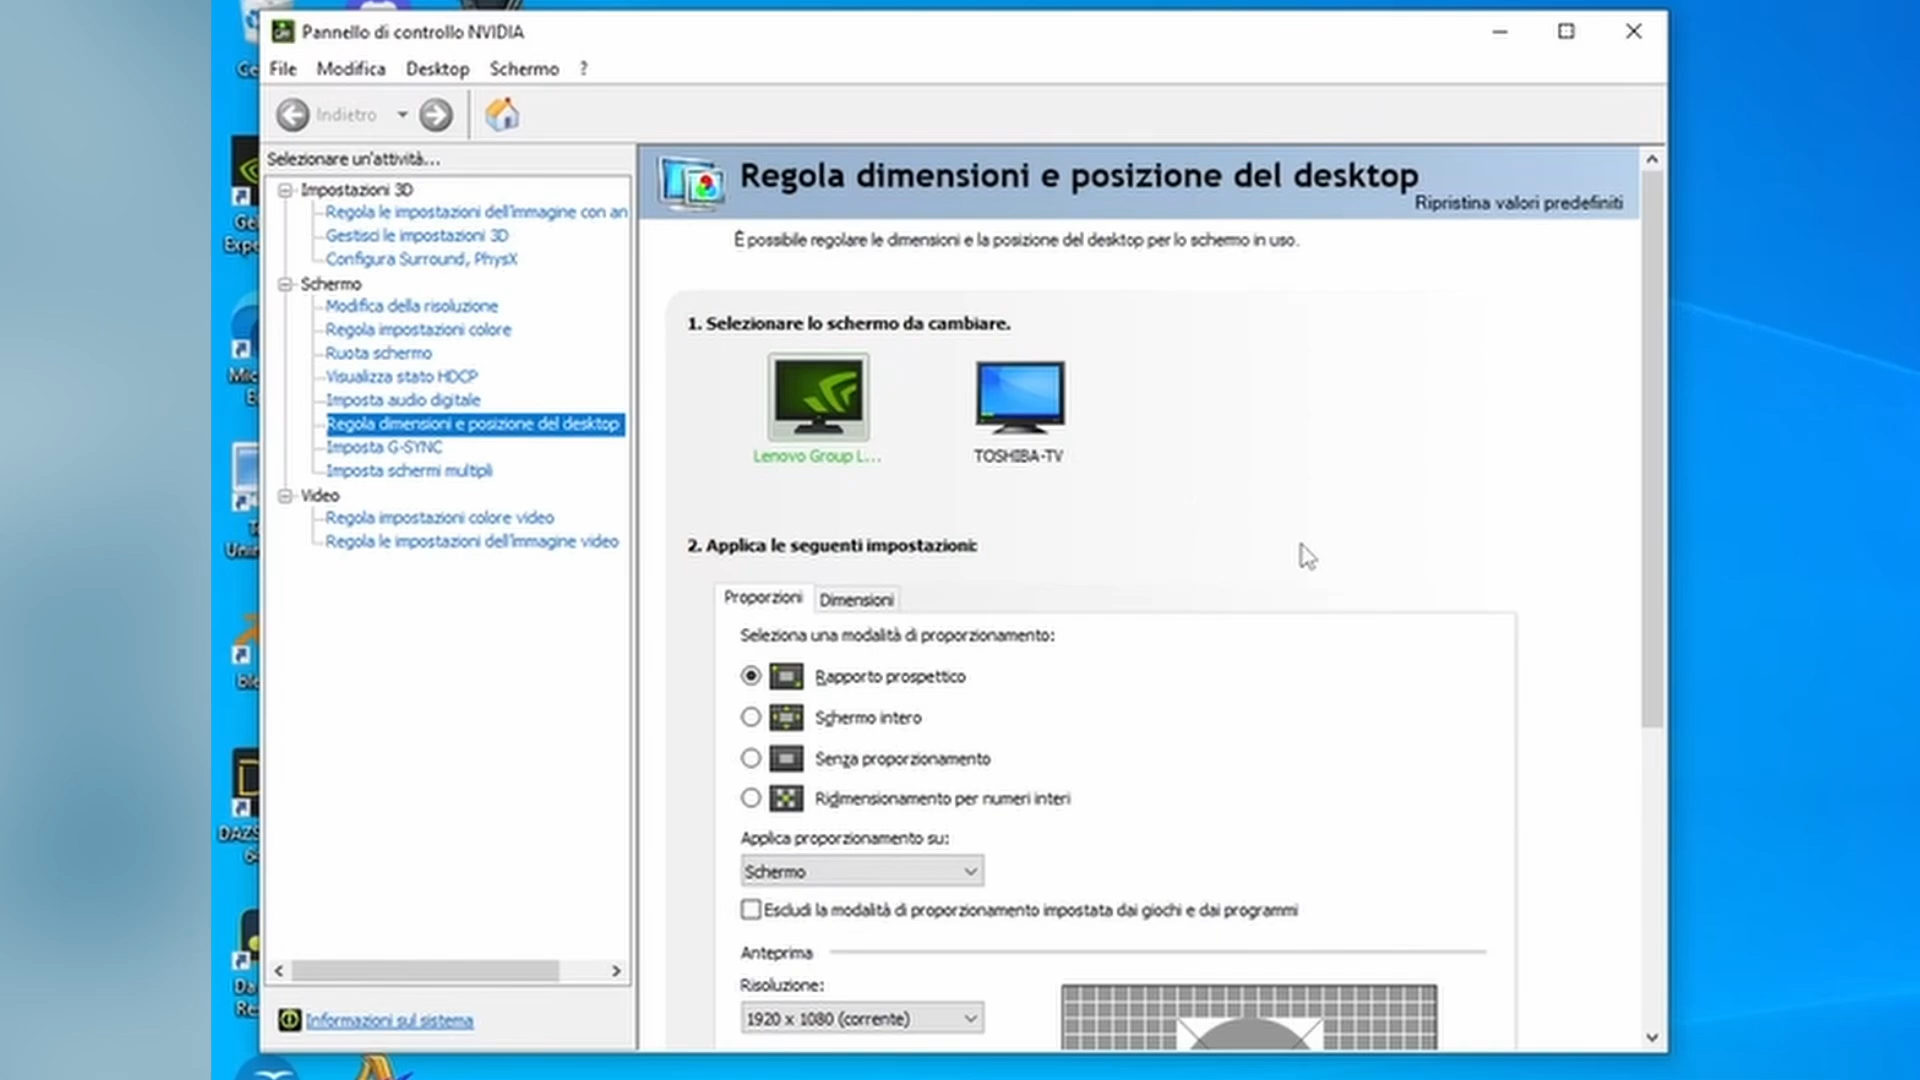 Pannello di controllo NVIDIA
File Modifica Desktop Schermo ?
Indietro
Selezionare un'attività...
Impostazioni 3D
Regola le impostazioni dell'immagine con an
Gestisci le impostazioni 3D
Configura Surround, PhysX
Schermo
Modifica della risoluzione
Regola impostazioni colore
Ruota schermo
Visualizza stato HDCP
Imposta audio digitale
Regola dimensioni e posizione del desktop
Imposta G-SYNC
Imposta schermi multipli
Video
Regola impostazioni colore video
Regola le impostazioni dell'immagine video
Informazioni sul sistema
Regola dimensioni e posizione del desktop
Ripristina valori predefiniti
È possibile regolare le dimensioni e la posizione del desktop per lo schermo in uso.
1. Selezionare lo schermo da cambiare.
Lenovo Group L... TOSHIBA-TV
2. Applica le seguenti impostazioni:
Proporzioni Dimensioni
Seleziona una modalità di proporzionamento:
Rapporto prospettico
Schermo intero
Senza proporzionamento
Ridimensionamento per numeri interi
Applica proporzionamento su:
Schermo
Escludi la modalità di proporzionamento impostata dai giochi e dai programmi
Anteprima
Risoluzione:
1920 x 1080 (corrente)